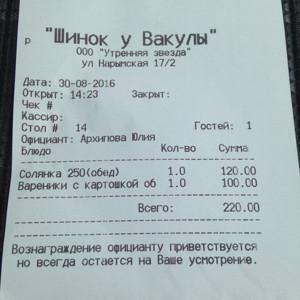 р "Шинок у Вакулы"
ООО "Утренняя звезда"
ул Нарымская 17/2
Дата: 30-08-2016
Открыт: 14:23 Закрыт:
Чек #
Кассир:
Стол # 14 Гостей: 1
Официант: Архипова Юлия
Блюдо Кол-во Сумма
Солянка 250(обед) 1.0 120.00
Вареники с картошкой об 1.0 100.00
Всего: 220.00
Вознаграждение официанту приветствуется
но всегда остается на Ваше усмотрение.